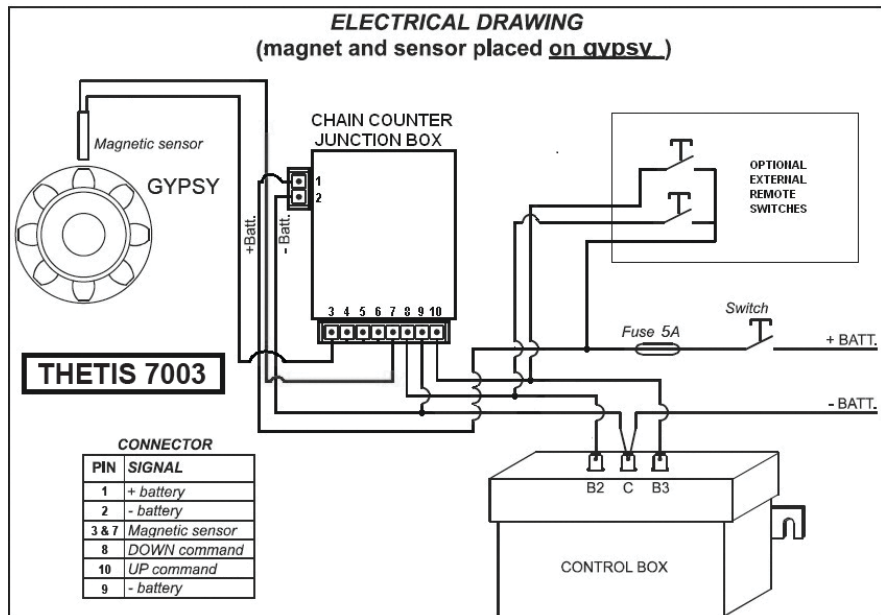 ELECTRICAL DRAWING
(magnet and sensor placed on gypsy )
Magnetic sensor
GYPSY
CHAIN COUNTER
JUNCTION BOX
1
2
+Batt.
- Batt.
3 4 5 6 7 8 9 10
OPTIONAL
EXTERNAL
REMOTE
SWITCHES
Fuse 5A
Switch
+ BATT.
- BATT.
THETIS 7003
CONNECTOR
PIN SIGNAL
1 + battery
2 - battery
3 & 7 Magnetic sensor
8 DOWN command
10 UP command
9 - battery
B2 C B3
CONTROL BOX